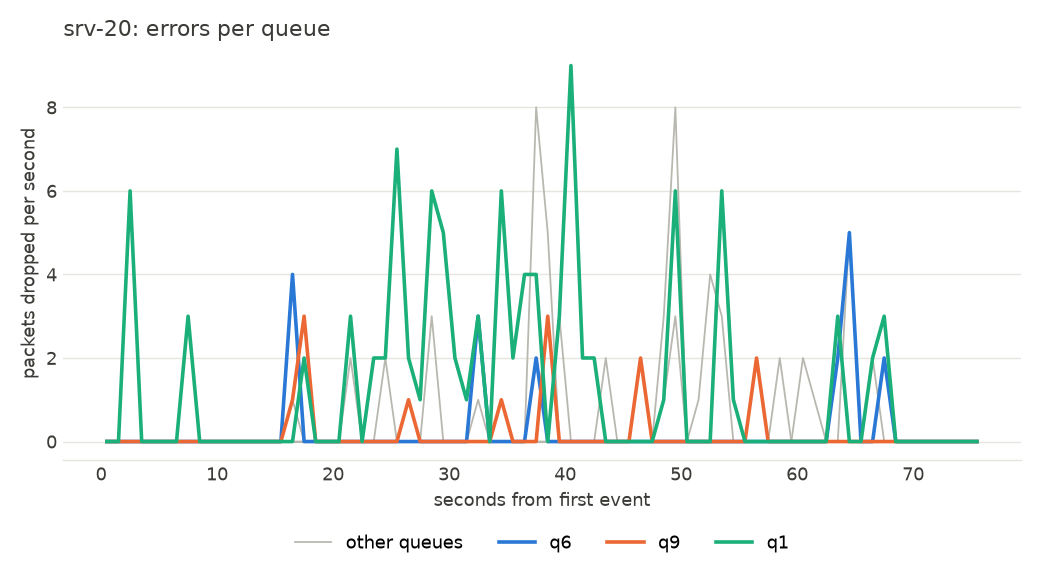 srv-20: errors per queue
packets dropped per second
8
6
4
2
0
0 10 20 30 40 50 60 70
seconds from first event
other queues q6 q9 q1